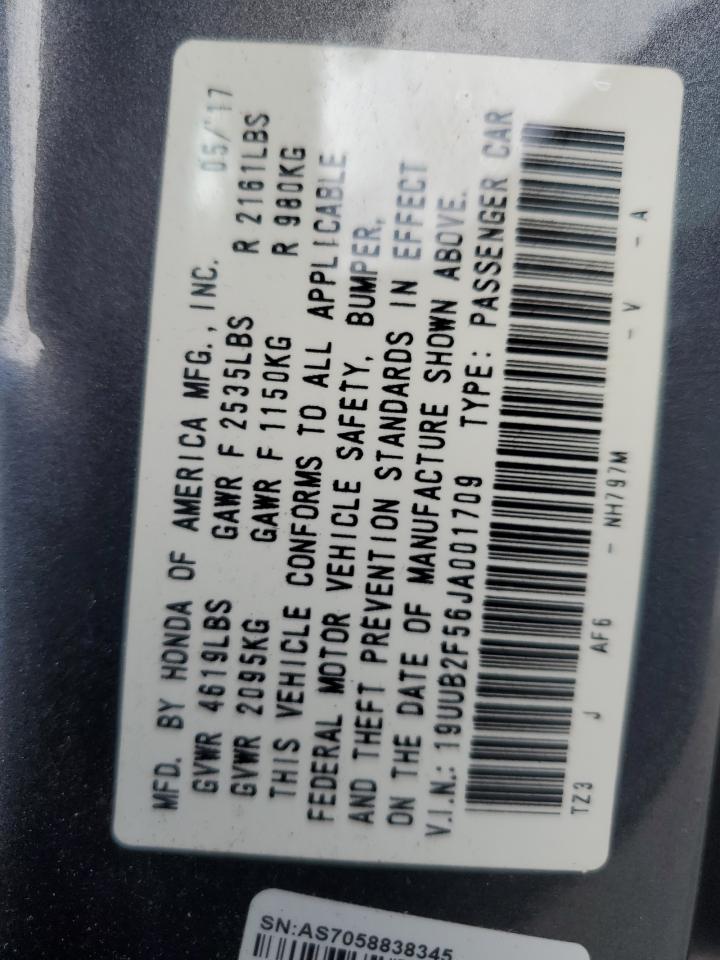 MFD. BY HONDA OF AMERICA MFG., INC. 05/'17
GVWR 4619LBS GAWR F 2535LBS R 2161LBS
GVWR 2095KG GAWR F 1150KG R 980KG
THIS VEHICLE CONFORMS TO ALL APPLICABLE
FEDERAL MOTOR VEHICLE SAFETY, BUMPER,
AND THEFT PREVENTION STANDARDS IN EFFECT
ON THE DATE OF MANUFACTURE SHOWN ABOVE.
V.I.N.: 19UUB2F56JA001709 TYPE: PASSENGER CAR
TZ3 J AF6 - NH797M - V - A
SN:AS7058838345